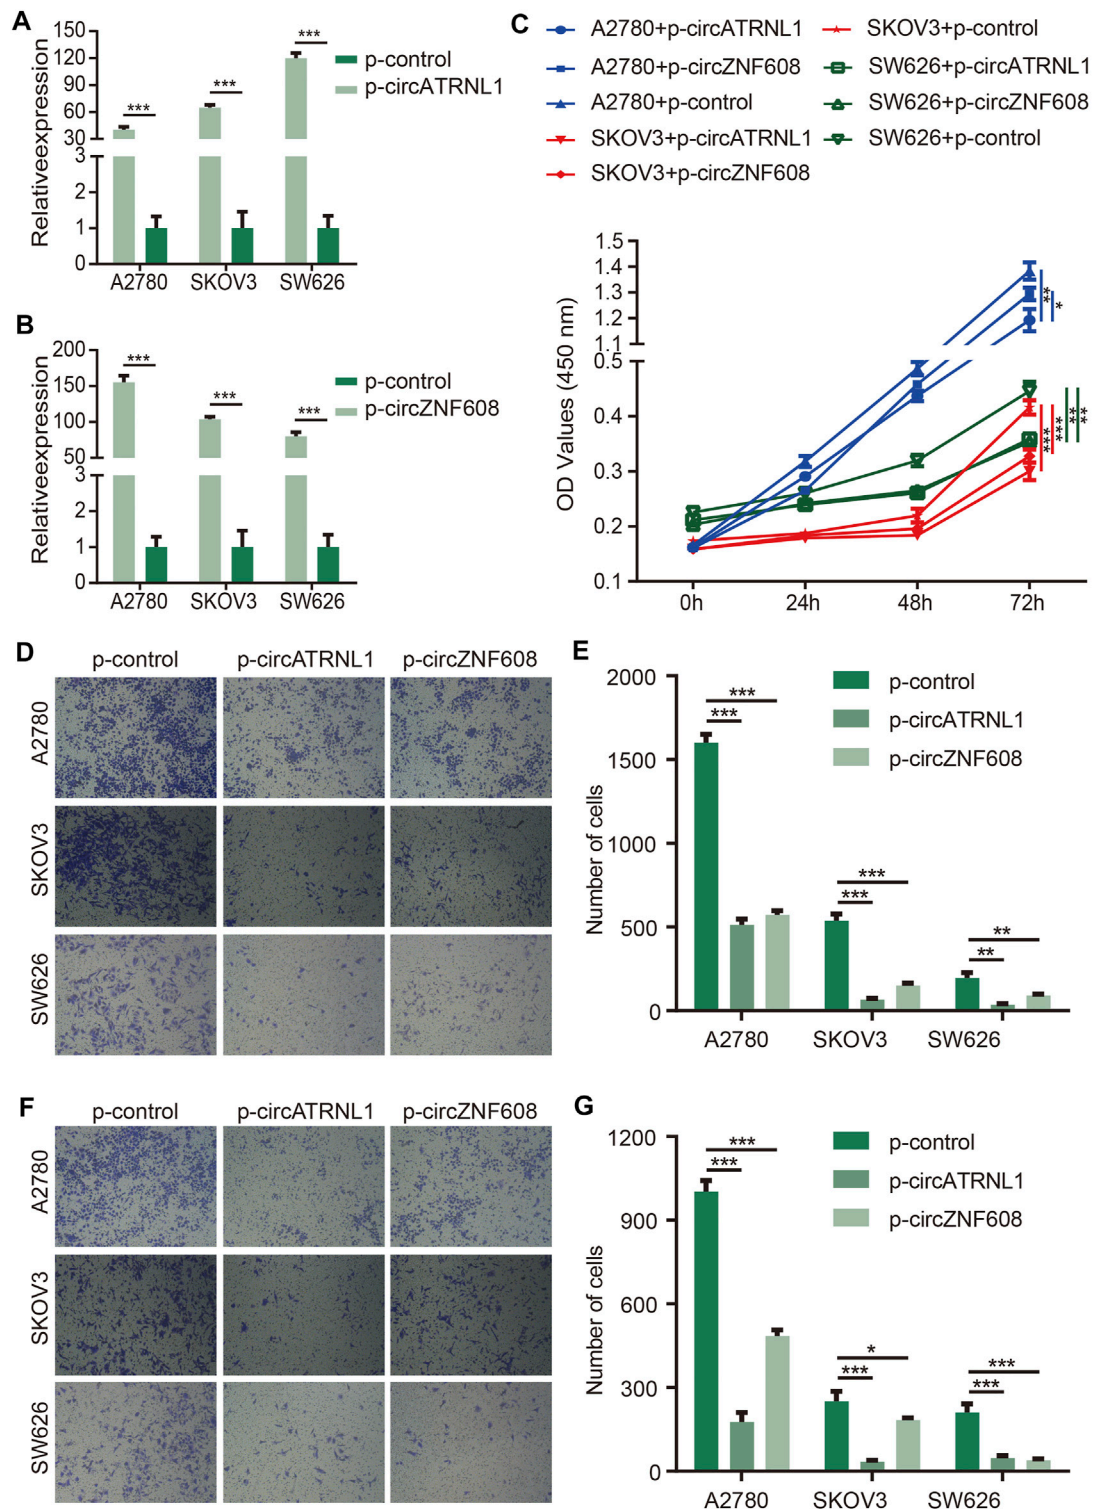 A
Relativeexpression
150
120
90
60
30
3
2
1
0
***
***
***
p-control
p-circATRNL1
A2780
SKOV3
SW626
B
Relativeexpression
200
150
100
50
3
2
1
0
***
***
***
p-control
p-circZNF608
A2780
SKOV3
SW626
C
A2780+p-circATRNL1
A2780+p-circZNF608
A2780+p-control
SKOV3+p-circATRNL1
SKOV3+p-circZNF608
SKOV3+p-control
SW626+p-circATRNL1
SW626+p-circZNF608
SW626+p-control
OD Values (450 nm)
1.5
1.4
1.3
1.2
1.1
0.5
0.4
0.3
0.2
0.1
**
*
***
***
**
**
0h
24h
48h
72h
D
p-control
p-circATRNL1
p-circZNF608
A2780
SKOV3
SW626
E
Number of cells
2000
1500
1000
500
0
p-control
p-circATRNL1
p-circZNF608
***
***
***
***
**
**
A2780
SKOV3
SW626
F
p-control
p-circATRNL1
p-circZNF608
A2780
SKOV3
SW626
G
Number of cells
1200
900
600
300
0
p-control
p-circATRNL1
p-circZNF608
***
***
*
***
***
***
A2780
SKOV3
SW626